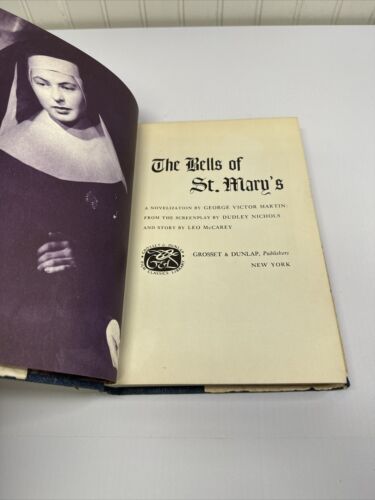 The Bells of
St. Mary's
A NOVELIZATION BY GEORGE VICTOR MARTIN
FROM THE SCREENPLAY BY DUDLEY NICHOLS
AND STORY BY LEO McCAREY
GROSSET & DUNLAP, Publishers
NEW YORK